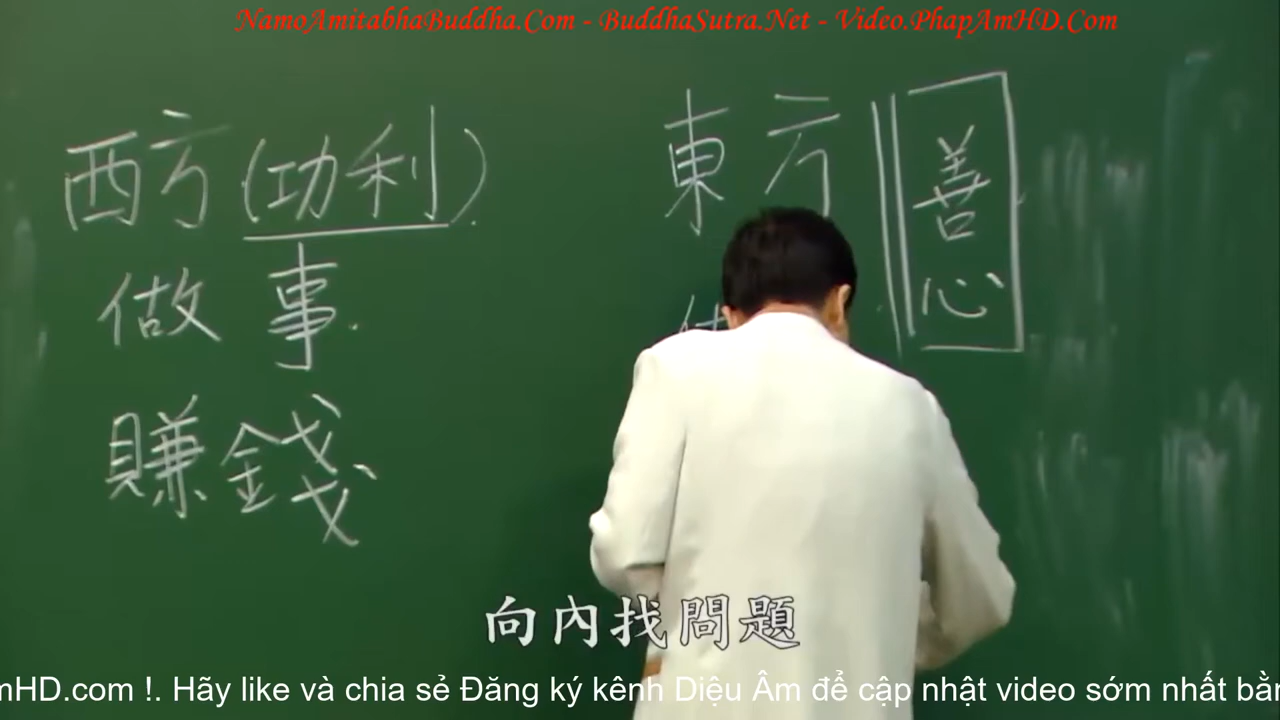 NamoAmitabhaBuddha.Com - BuddhaSutra.Net - Video.PhapAmHD.Com
西方(功利)
做事
賺錢
東方
善心
向內找問題
mHD.com !. Hãy like và chia sẻ Đăng ký kênh Diệu Âm để cập nhật video sớm nhất bằn